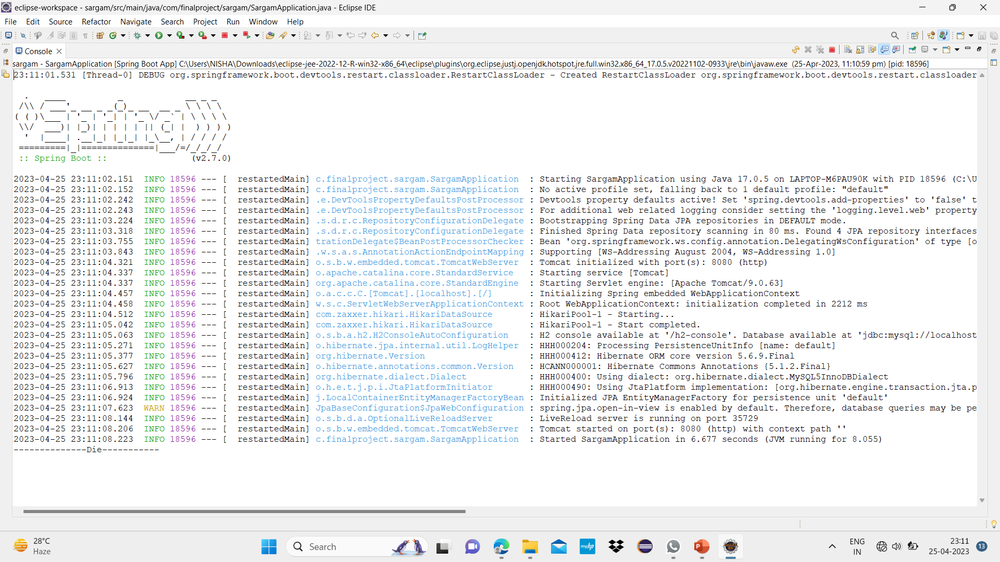 eclipse-workspace - sargam/src/main/java/com/finalproject/sargam/SargamApplication.java - Eclipse IDE
File Edit Source Refactor Navigate Search Project Run Window Help
Console
sargam - SargamApplication [Spring Boot App] C:\Users\NISHA\Downloads\eclipse-jee-2022-12-R-win32-x86_64\eclipse\plugins\org.eclipse.justj.openjdk.hotspot.jre.full.win32.x86_64_17.0.5.v20221102-0933\jre\bin\javaw.exe (25-Apr-2023, 11:10:59 pm) [pid: 18596]
23:11:01.531 [Thread-0] DEBUG org.springframework.boot.devtools.restart.classloader.RestartClassLoader - Created RestartClassLoader org.springframework.boot.devtools.restart.classloader
  .   ____          _            __ _ _
 /\\ / ___'_ __ _ _(_)_ __  __ _ \ \ \ \
( ( )\___ | '_ | '_| | '_ \/ _` | \ \ \ \
 \\/  ___)| |_)| | | | | || (_| |  ) ) ) )
  '  |____| .__|_| |_|_| |_\__, | / / / /
 =========|_|==============|___/=/_/_/_/
 :: Spring Boot ::                (v2.7.0)
2023-04-25 23:11:02.151  INFO 18596 --- [  restartedMain] c.finalproject.sargam.SargamApplication  : Starting SargamApplication using Java 17.0.5 on LAPTOP-M6PAU90K with PID 18596 (C:\U
2023-04-25 23:11:02.152  INFO 18596 --- [  restartedMain] c.finalproject.sargam.SargamApplication  : No active profile set, falling back to 1 default profile: "default"
2023-04-25 23:11:02.242  INFO 18596 --- [  restartedMain] .e.DevToolsPropertyDefaultsPostProcessor : Devtools property defaults active! Set 'spring.devtools.add-properties' to 'false' t
2023-04-25 23:11:02.243  INFO 18596 --- [  restartedMain] .e.DevToolsPropertyDefaultsPostProcessor : For additional web related logging consider setting the 'logging.level.web' property
2023-04-25 23:11:03.224  INFO 18596 --- [  restartedMain] .s.d.r.c.RepositoryConfigurationDelegate : Bootstrapping Spring Data JPA repositories in DEFAULT mode.
2023-04-25 23:11:03.318  INFO 18596 --- [  restartedMain] .s.d.r.c.RepositoryConfigurationDelegate : Finished Spring Data repository scanning in 80 ms. Found 4 JPA repository interfaces
2023-04-25 23:11:03.755  INFO 18596 --- [  restartedMain] trationDelegate$BeanPostProcessorChecker : Bean 'org.springframework.ws.config.annotation.DelegatingWsConfiguration' of type [o
2023-04-25 23:11:03.843  INFO 18596 --- [  restartedMain] .w.s.a.s.AnnotationActionEndpointMapping : Supporting [WS-Addressing August 2004, WS-Addressing 1.0]
2023-04-25 23:11:04.321  INFO 18596 --- [  restartedMain] o.s.b.w.embedded.tomcat.TomcatWebServer  : Tomcat initialized with port(s): 8080 (http)
2023-04-25 23:11:04.337  INFO 18596 --- [  restartedMain] o.apache.catalina.core.StandardService   : Starting service [Tomcat]
2023-04-25 23:11:04.337  INFO 18596 --- [  restartedMain] org.apache.catalina.core.StandardEngine  : Starting Servlet engine: [Apache Tomcat/9.0.63]
2023-04-25 23:11:04.457  INFO 18596 --- [  restartedMain] o.a.c.c.C.[Tomcat].[localhost].[/]       : Initializing Spring embedded WebApplicationContext
2023-04-25 23:11:04.458  INFO 18596 --- [  restartedMain] w.s.c.ServletWebServerApplicationContext : Root WebApplicationContext: initialization completed in 2212 ms
2023-04-25 23:11:04.512  INFO 18596 --- [  restartedMain] com.zaxxer.hikari.HikariDataSource       : HikariPool-1 - Starting...
2023-04-25 23:11:05.042  INFO 18596 --- [  restartedMain] com.zaxxer.hikari.HikariDataSource       : HikariPool-1 - Start completed.
2023-04-25 23:11:05.063  INFO 18596 --- [  restartedMain] o.s.b.a.h2.H2ConsoleAutoConfiguration    : H2 console available at '/h2-console'. Database available at 'jdbc:mysql://localhost
2023-04-25 23:11:05.271  INFO 18596 --- [  restartedMain] o.hibernate.jpa.internal.util.LogHelper  : HHH000204: Processing PersistenceUnitInfo [name: default]
2023-04-25 23:11:05.377  INFO 18596 --- [  restartedMain] org.hibernate.Version                    : HHH000412: Hibernate ORM core version 5.6.9.Final
2023-04-25 23:11:05.627  INFO 18596 --- [  restartedMain] o.hibernate.annotations.common.Version   : HCANN000001: Hibernate Commons Annotations {5.1.2.Final}
2023-04-25 23:11:05.796  INFO 18596 --- [  restartedMain] org.hibernate.dialect.Dialect            : HHH000400: Using dialect: org.hibernate.dialect.MySQL5InnoDBDialect
2023-04-25 23:11:06.913  INFO 18596 --- [  restartedMain] o.h.e.t.j.p.i.JtaPlatformInitiator       : HHH000490: Using JtaPlatform implementation: [org.hibernate.engine.transaction.jta.p
2023-04-25 23:11:06.924  INFO 18596 --- [  restartedMain] j.LocalContainerEntityManagerFactoryBean : Initialized JPA EntityManagerFactory for persistence unit 'default'
2023-04-25 23:11:07.623  WARN 18596 --- [  restartedMain] JpaBaseConfiguration$JpaWebConfiguration : spring.jpa.open-in-view is enabled by default. Therefore, database queries may be pe
2023-04-25 23:11:08.144  INFO 18596 --- [  restartedMain] o.s.b.d.a.OptionalLiveReloadServer       : LiveReload server is running on port 35729
2023-04-25 23:11:08.206  INFO 18596 --- [  restartedMain] o.s.b.w.embedded.tomcat.TomcatWebServer  : Tomcat started on port(s): 8080 (http) with context path ''
2023-04-25 23:11:08.223  INFO 18596 --- [  restartedMain] c.finalproject.sargam.SargamApplication  : Started SargamApplication in 6.677 seconds (JVM running for 8.055)
--------------Die-----------
28°C
Haze
Search
myhp
ENG
IN
23:11
25-04-2023
13